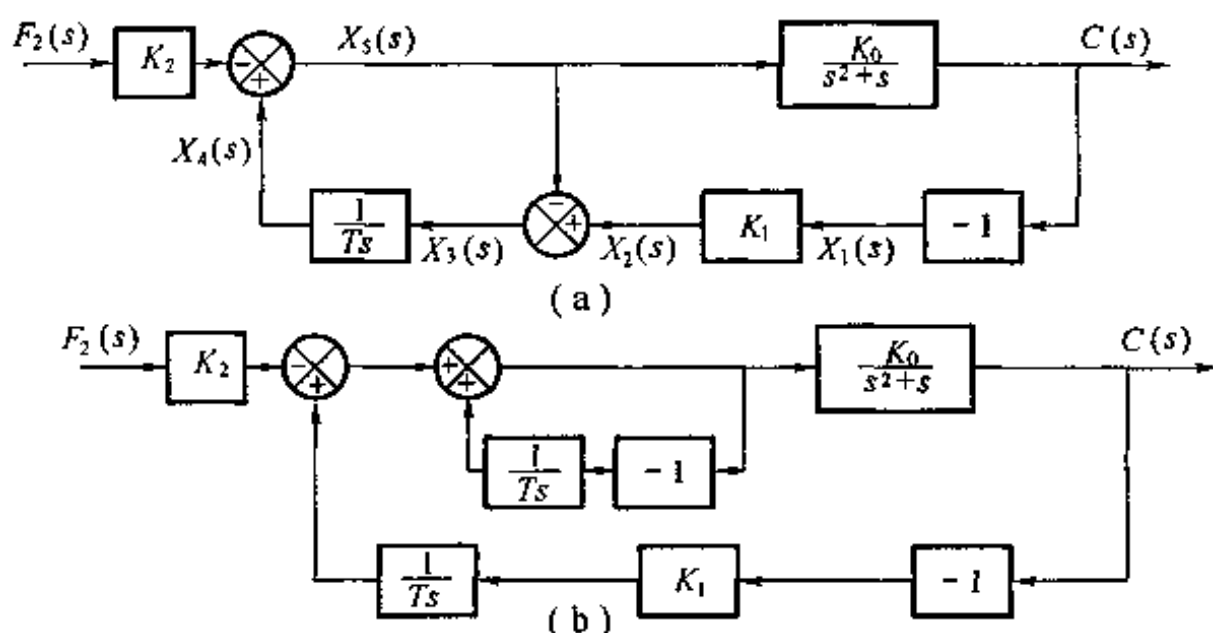 F₂(s) K₂ - + X₅(s) K₀/(s²+s) C(s)
X₄(s)
1/(Ts) X₃(s) - + X₂(s) K₁ X₁(s) -1
(a)
F₂(s) K₂ - + + + K₀/(s²+s) C(s)
1/(Ts) -1
1/(Ts) K₁ -1
(b)